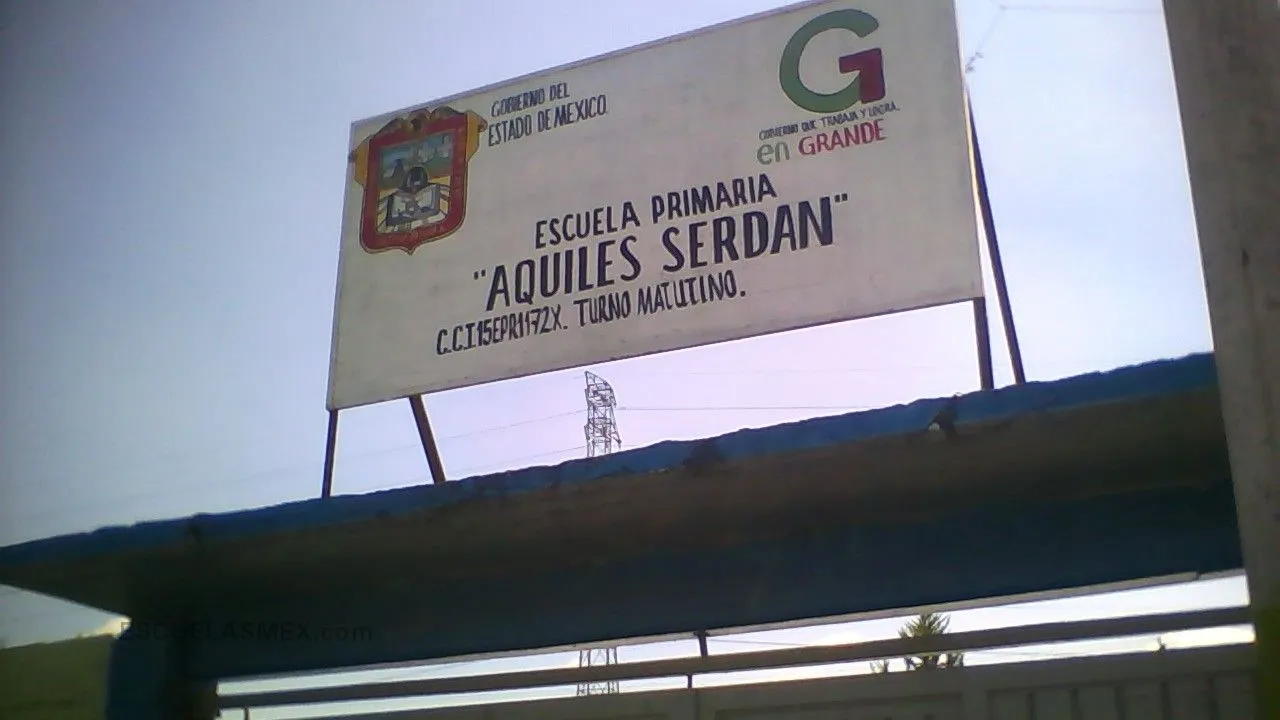 GOBIERNO DEL
ESTADO DE MEXICO.
GOBIERNO QUE TRABAJA Y LOGRA.
en GRANDE
ESCUELA PRIMARIA
"AQUILES SERDAN"
C.C.T.15EPR1172X. TURNO MATUTINO.
ESCUELASMEX.com